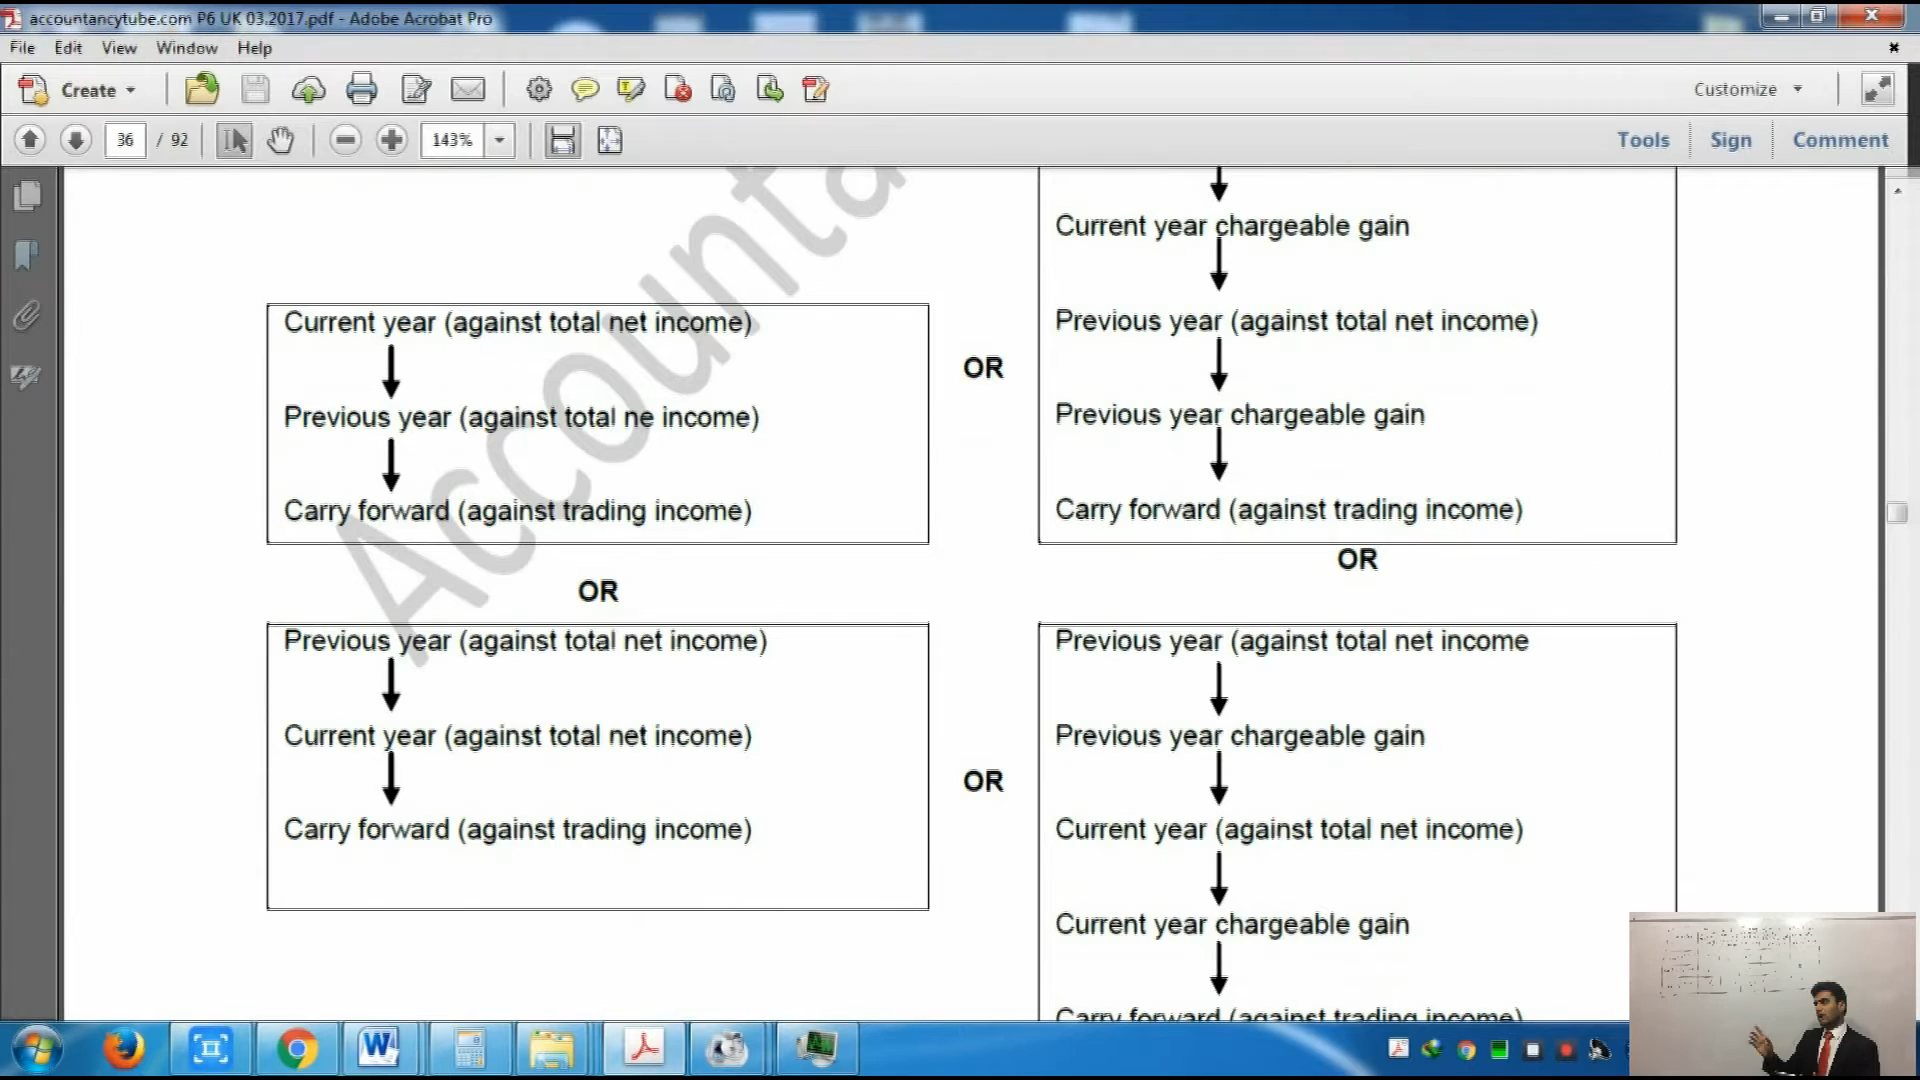 accountancytube.com P6 UK 03.2017.pdf - Adobe Acrobat Pro
File Edit View Window Help
Create
Customize
36 / 92
143%
Tools
Sign
Comment
Accounta
Current year chargeable gain
Previous year (against total net income)
Previous year chargeable gain
Carry forward (against trading income)
Current year (against total net income)
Previous year (against total ne income)
Carry forward (against trading income)
OR
OR
OR
Previous year (against total net income)
Current year (against total net income)
Carry forward (against trading income)
OR
Previous year (against total net income
Previous year chargeable gain
Current year (against total net income)
Current year chargeable gain
Carry forward (against trading income)